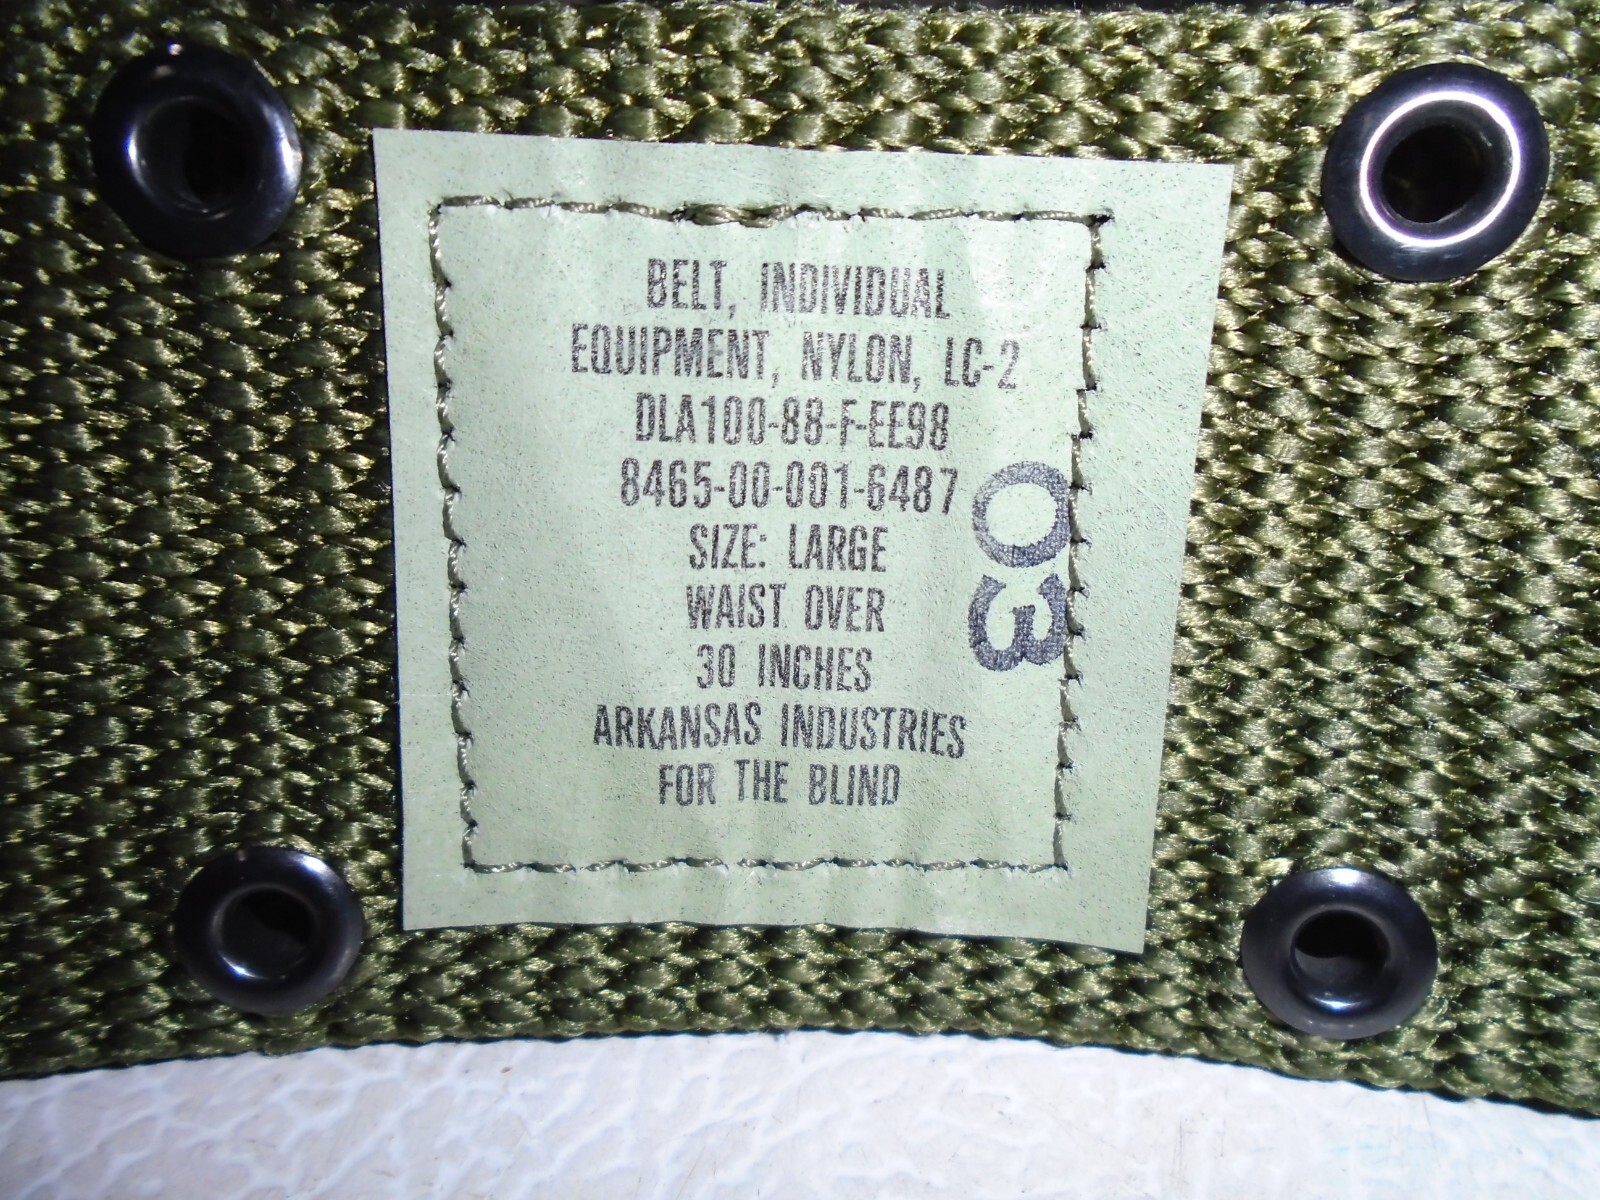 BELT, INDIVIDUAL
EQUIPMENT, NYLON, LC-2
DLA100-88-F-EE98
8465-00-001-6487
SIZE: LARGE
WAIST OVER
30 INCHES
ARKANSAS INDUSTRIES
FOR THE BLIND
03